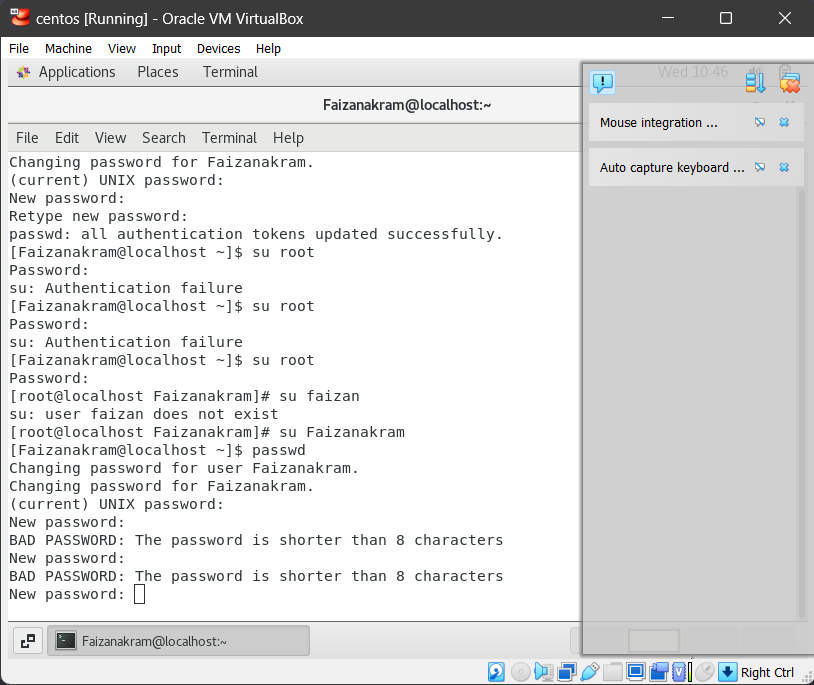 centos [Running] - Oracle VM VirtualBox
File Machine View Input Devices Help
Applications Places Terminal Wed 10:46
Faizanakram@localhost:~
File Edit View Search Terminal Help
Mouse integration ...
Auto capture keyboard ...
Changing password for Faizanakram.
(current) UNIX password:
New password:
Retype new password:
passwd: all authentication tokens updated successfully.
[Faizanakram@localhost ~]$ su root
Password:
su: Authentication failure
[Faizanakram@localhost ~]$ su root
Password:
su: Authentication failure
[Faizanakram@localhost ~]$ su root
Password:
[root@localhost Faizanakram]# su faizan
su: user faizan does not exist
[root@localhost Faizanakram]# su Faizanakram
[Faizanakram@localhost ~]$ passwd
Changing password for user Faizanakram.
Changing password for Faizanakram.
(current) UNIX password:
New password:
BAD PASSWORD: The password is shorter than 8 characters
New password:
BAD PASSWORD: The password is shorter than 8 characters
New password:
Faizanakram@localhost:~
Right Ctrl